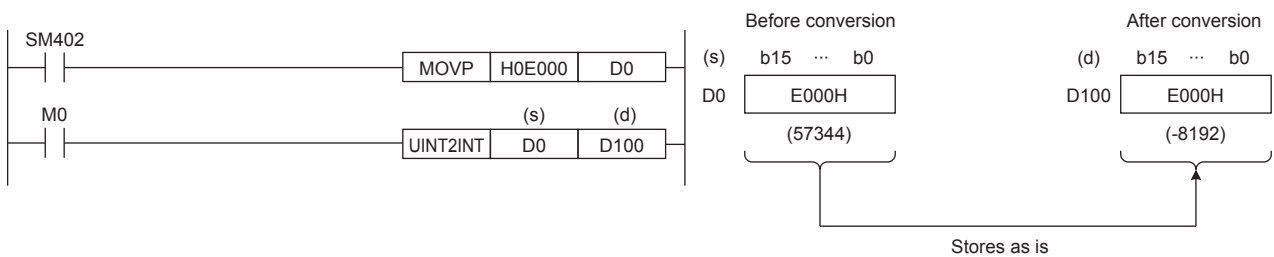 SM402
MOVP H0E000 D0
M0
(s) (d)
UINT2INT D0 D100
Before conversion After conversion
(s) b15 ··· b0 (d) b15 ··· b0
D0 E000H D100 E000H
(57344) (-8192)
Stores as is